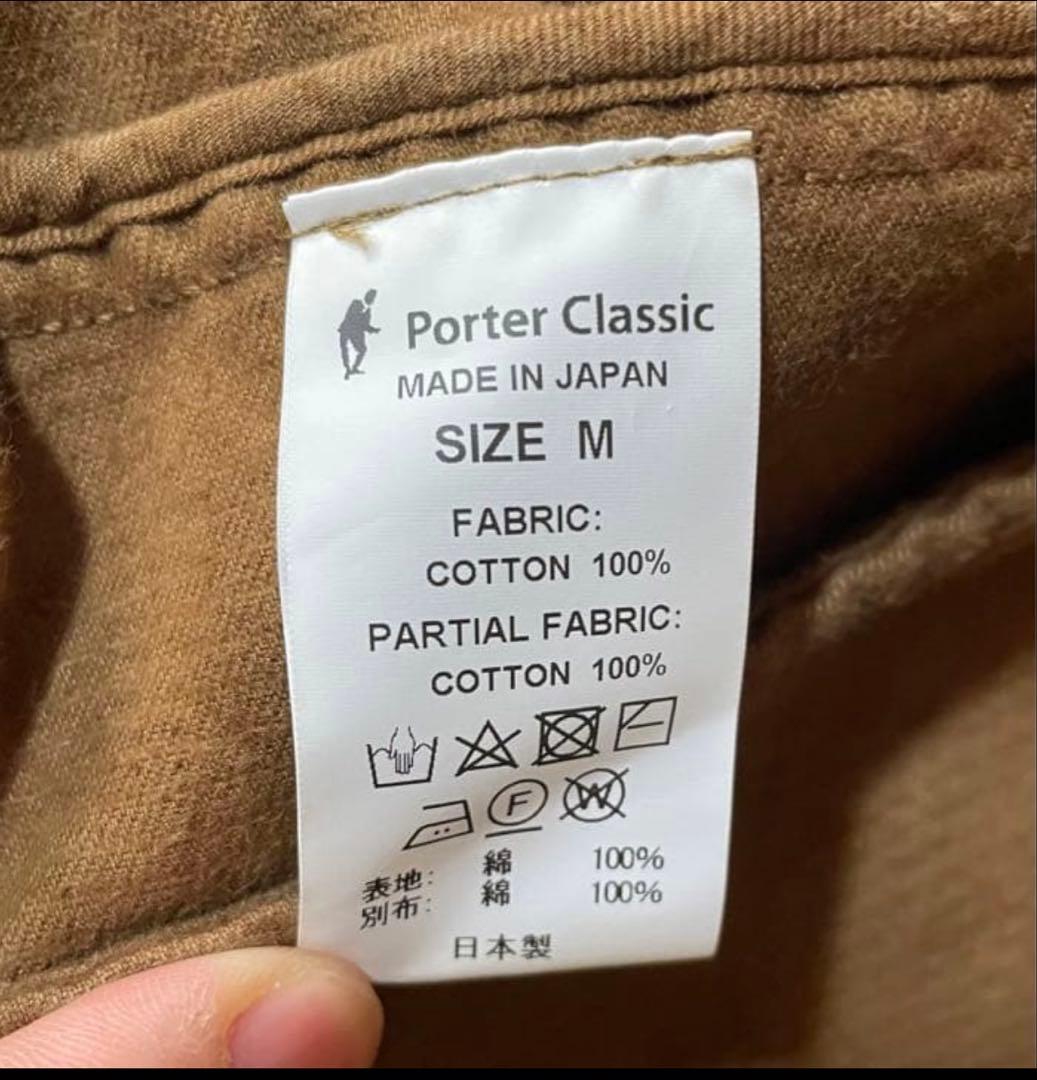 Porter Classic
MADE IN JAPAN
SIZE M
FABRIC:
COTTON 100%
PARTIAL FABRIC:
COTTON 100%
F W
表地: 綿 100%
別布: 綿 100%
日本製